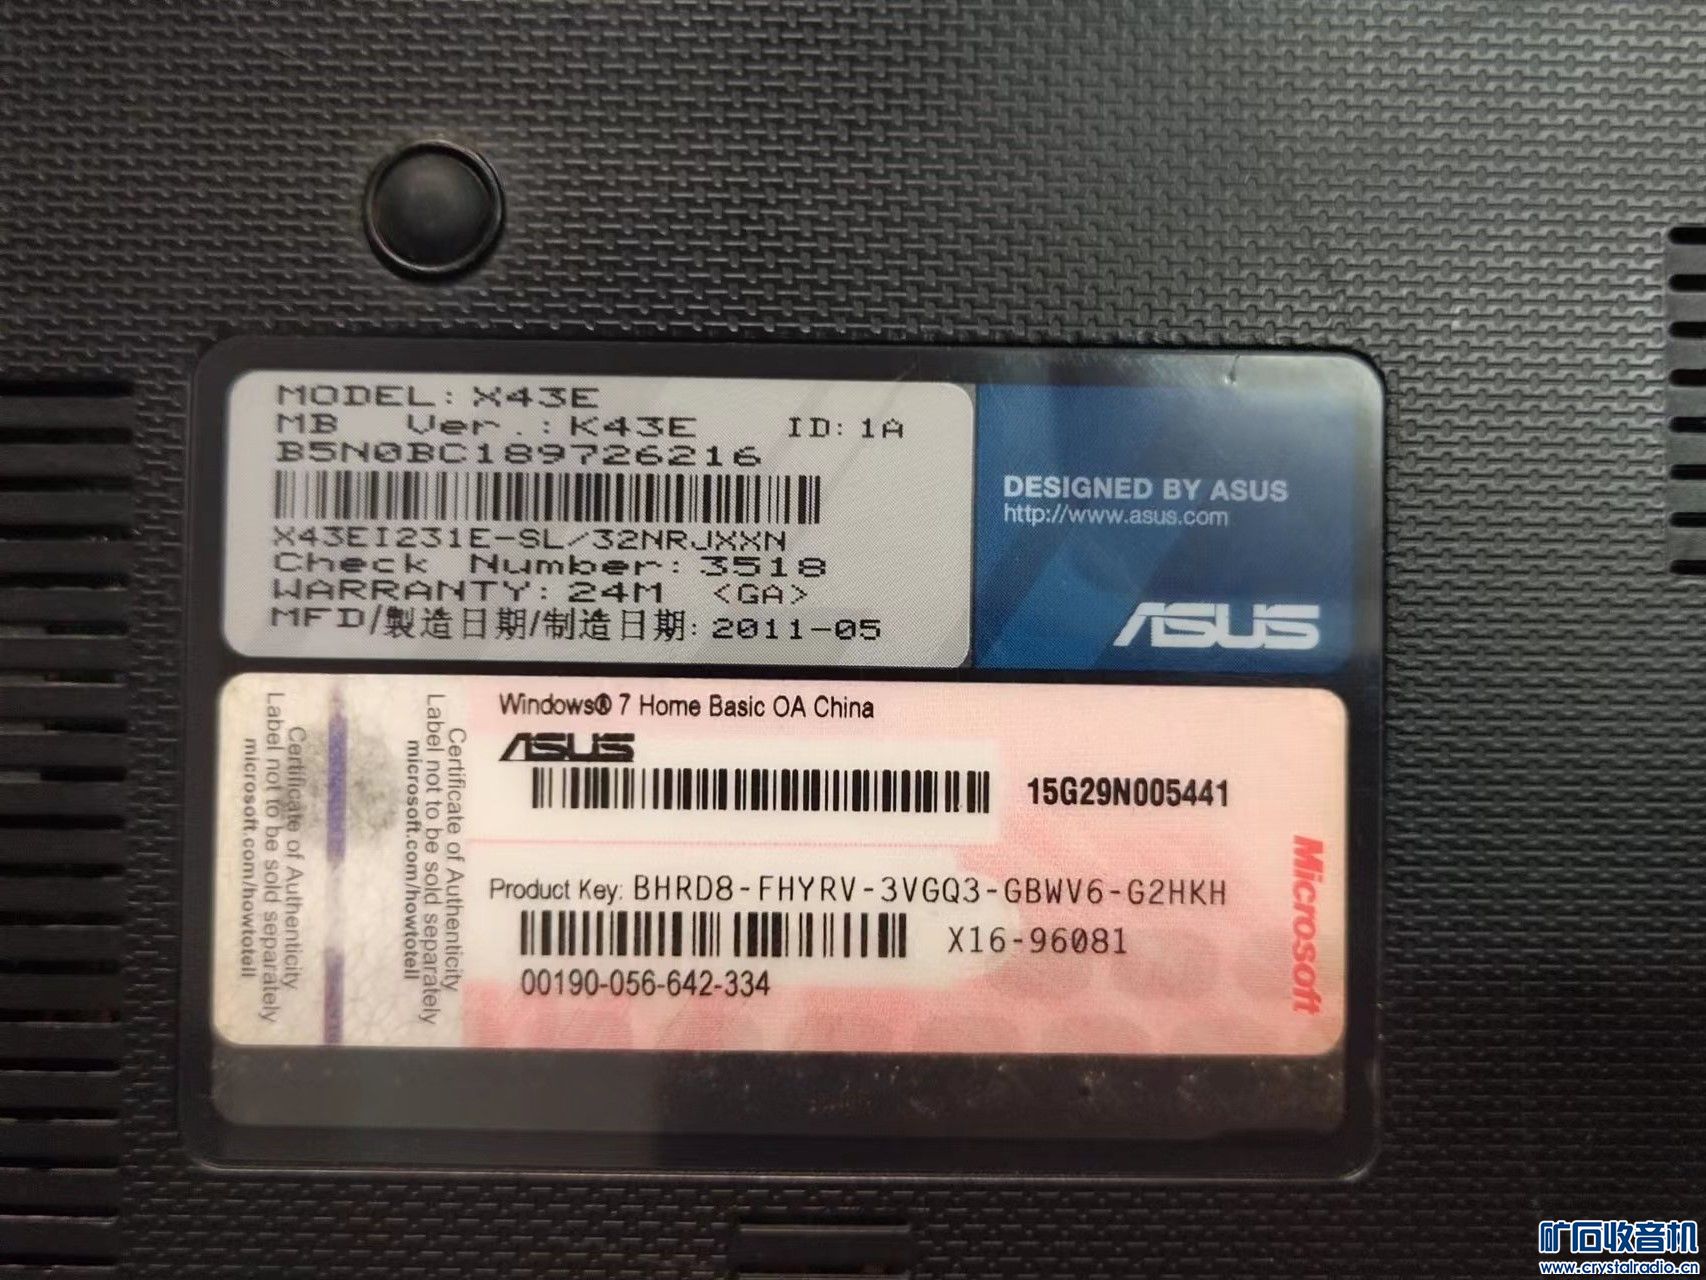 MODEL: X43E
MB Ver.: K43E ID: 1A
B5N0BC189726216
X43EI231E-SL/32NRJXXN
Check Number: 3518
WARRANTY: 24M <GA>
MFD/製造日期/制造日期: 2011-05
DESIGNED BY ASUS
http://www.asus.com
ASUS
Certificate of Authenticity
Label not to be sold separately
microsoft.com/howtotell
Certificate of Authenticity
Label not to be sold separately
microsoft.com/howtotell
Windows® 7 Home Basic OA China
ASUS
15G29N005441
Product Key: BHRD8-FHYRV-3VGQ3-GBWV6-G2HKH
X16-96081
00190-056-642-334
Microsoft
矿石收音机
www.crystalradio.cn